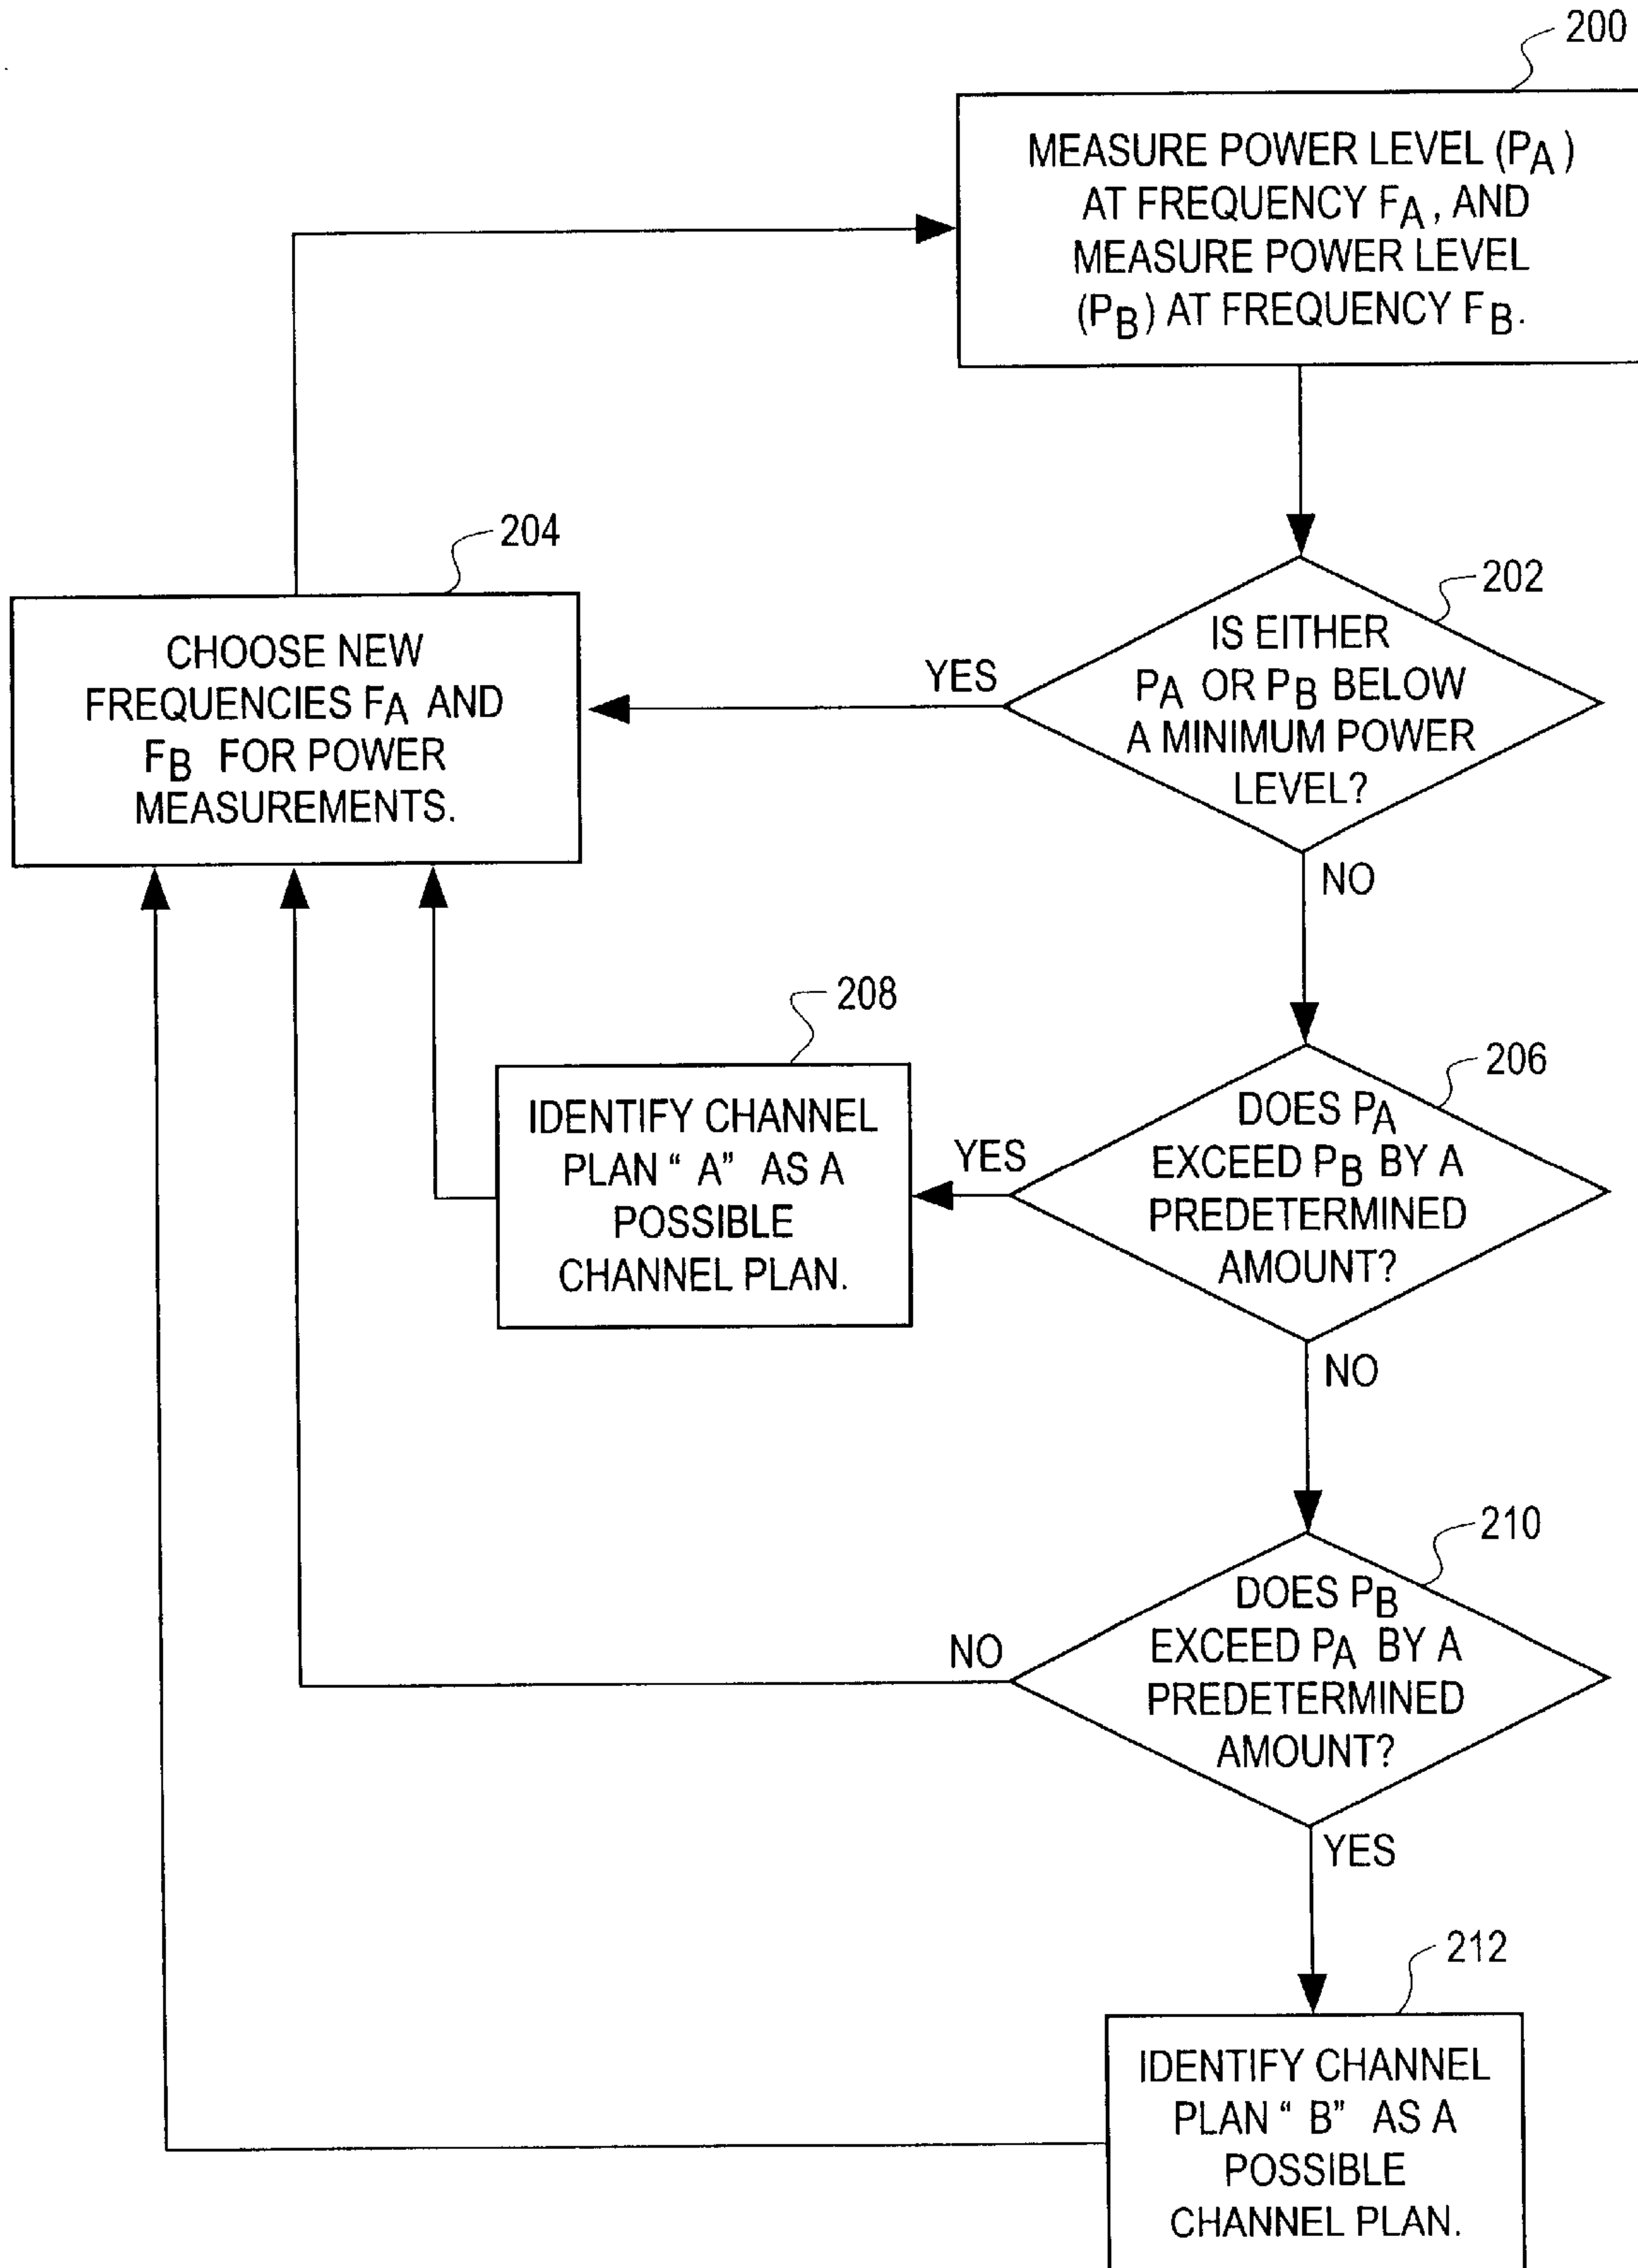 200
MEASURE POWER LEVEL (PA)
AT FREQUENCY FA, AND
MEASURE POWER LEVEL
(PB) AT FREQUENCY FB.
204
CHOOSE NEW
FREQUENCIES FA AND
FB FOR POWER
MEASUREMENTS.
202
IS EITHER
PA OR PB BELOW
A MINIMUM POWER
LEVEL?
YES
NO
208
IDENTIFY CHANNEL
PLAN “ A” AS A
POSSIBLE
CHANNEL PLAN.
206
DOES PA
EXCEED PB BY A
PREDETERMINED
AMOUNT?
YES
NO
210
DOES PB
EXCEED PA BY A
PREDETERMINED
AMOUNT?
NO
YES
212
IDENTIFY CHANNEL
PLAN “ B” AS A
POSSIBLE
CHANNEL PLAN.